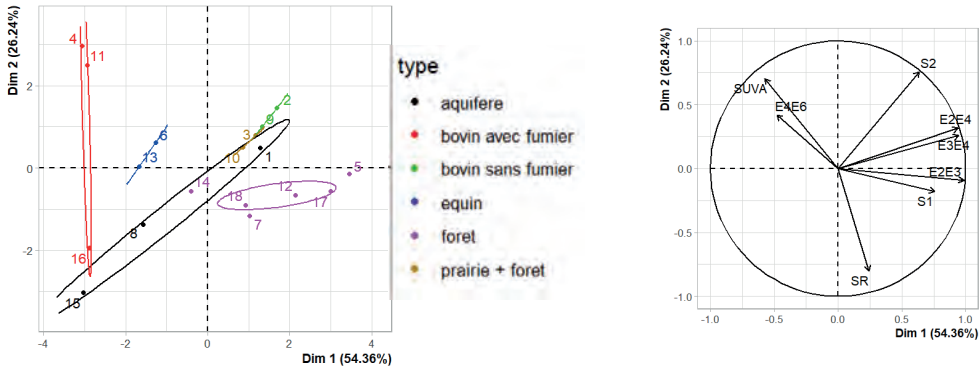 Dim 2 (26.24%)
2
0
-2
-4
-2
0
2
4
Dim 1 (54.36%)
4
11
2
9
6
3
1
13
10
5
14
12
18
17
7
8
16
15
type
aquifere
bovin avec fumier
bovin sans fumier
equin
foret
prairie + foret
Dim 2 (26.24%)
1.0
0.5
0.0
-0.5
-1.0
-1.0
-0.5
0.0
0.5
1.0
Dim 1 (54.36%)
S2
SUVA
E4E6
E2E4
E3E4
E2E3
S1
SR